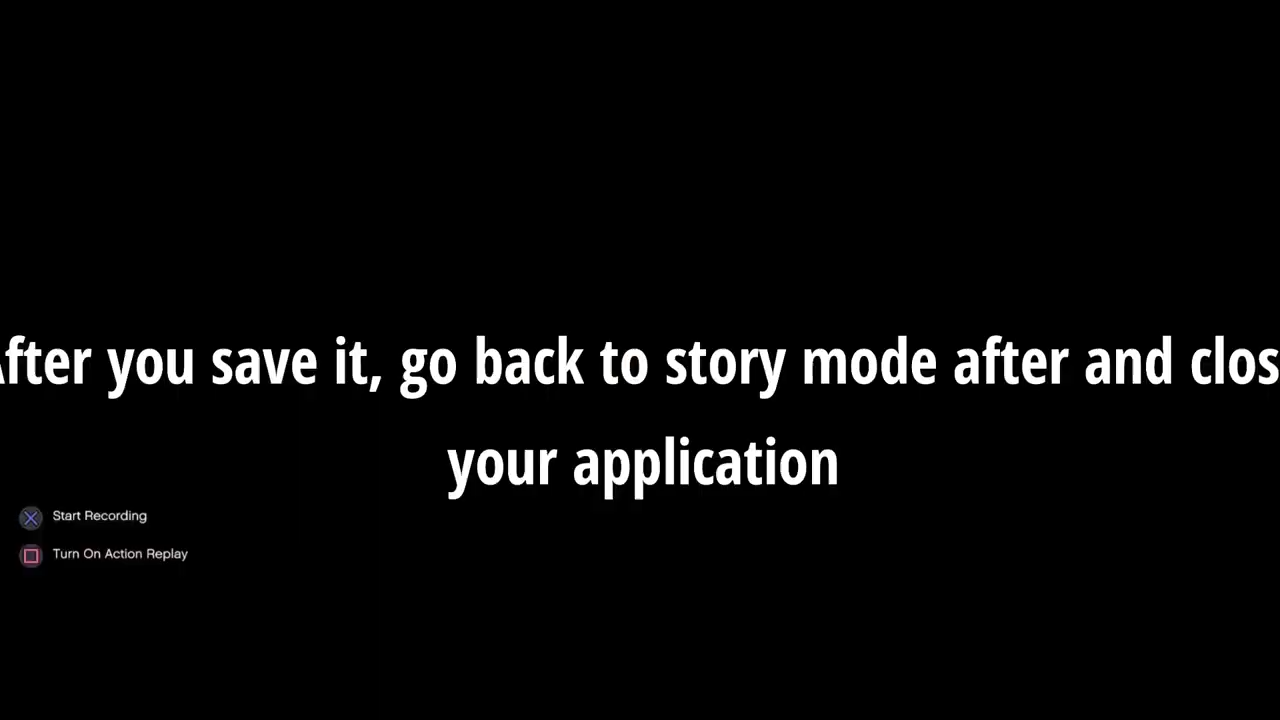 After you save it, go back to story mode after and clos
your application
Start Recording
Turn On Action Replay